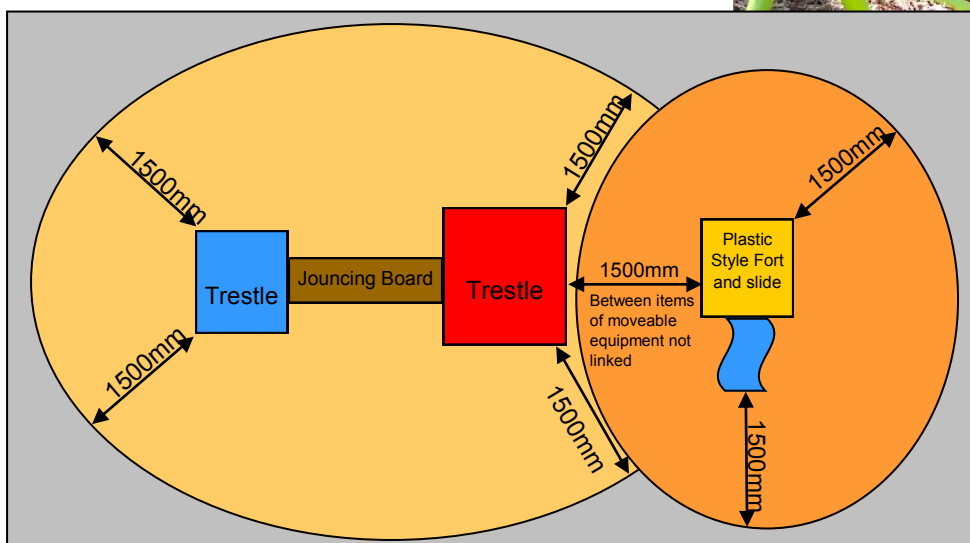 1500mm
1500mm
1500mm
Plastic
Style Fort
and slide
Jouncing Board
1500mm
Trestle
Trestle
Between items
of moveable
equipment not
linked
1500mm
1500mm
1500mm